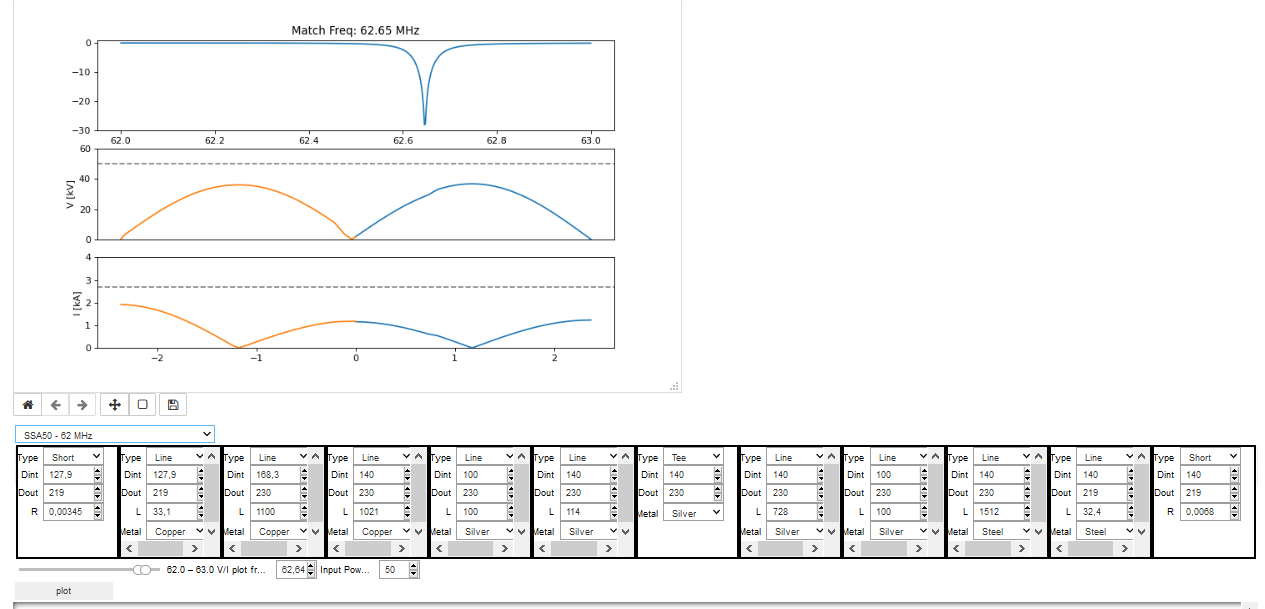 Match Freq: 62.65 MHz
0
−10
−20
−30
62.0 62.2 62.4 62.6 62.8 63.0
60
40
20
0
V [kV]
4
3
2
1
0
I [kA]
−2 −1 0 1 2
SSA50 - 62 MHz
Type Short Type Line Type Line Type Line Type Line Type Line Type Tee Type Line Type Line Type Line Type Line Type Short
Dint 127,9 Dint 127,9 Dint 168,3 Dint 140 Dint 100 Dint 140 Dint 140 Dint 140 Dint 100 Dint 140 Dint 140 Dint 140
Dout 219 Dout 219 Dout 230 Dout 230 Dout 230 Dout 230 Dout 230 Dout 230 Dout 230 Dout 230 Dout 219 Dout 219
R 0,00345 L 33,1 L 1100 L 1021 L 100 L 114 Metal Silver L 728 L 100 L 1512 L 32,4 R 0,0068
Metal Copper Metal Copper Metal Copper Metal Silver Metal Silver Metal Silver Metal Silver Metal Steel Metal Steel
62.0 – 63.0 V/I plot fr... 62,64 Input Pow... 50
plot